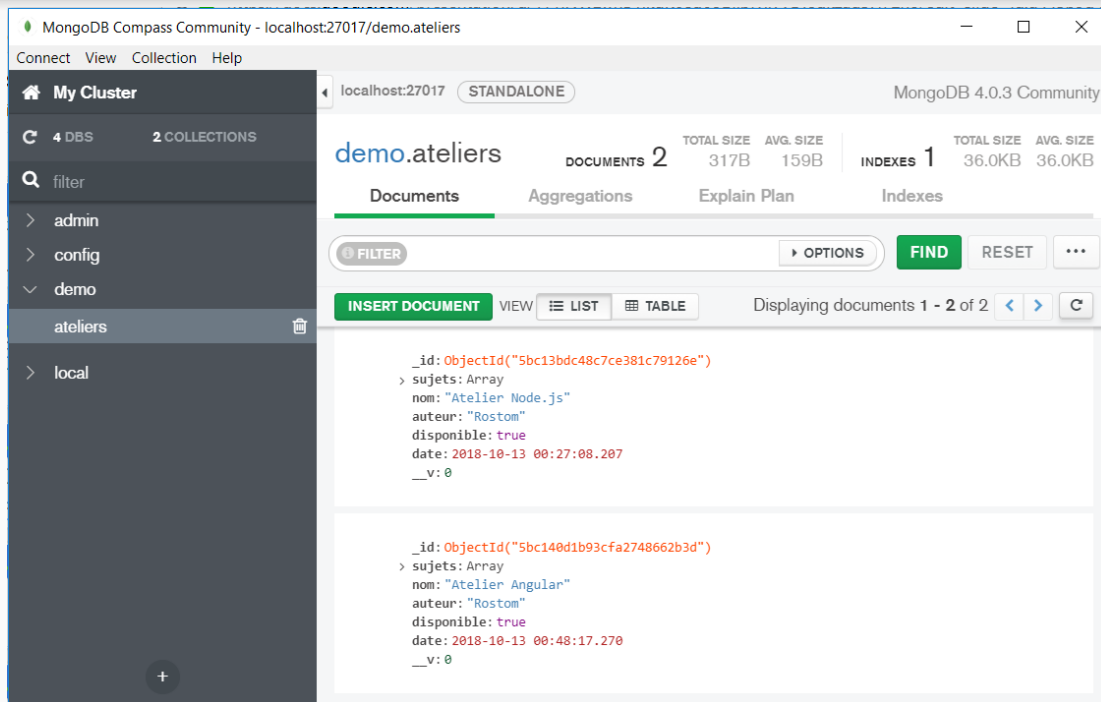 MongoDB Compass Community - localhost:27017/demo.ateliers
Connect View Collection Help
My Cluster
4 DBS 2 COLLECTIONS
filter
admin
config
demo
ateliers
local
+
localhost:27017 STANDALONE MongoDB 4.0.3 Community
demo.ateliers DOCUMENTS 2 TOTAL SIZE 317B AVG. SIZE 159B INDEXES 1 TOTAL SIZE 36.0KB AVG. SIZE 36.0KB
Documents Aggregations Explain Plan Indexes
FILTER OPTIONS FIND RESET ...
INSERT DOCUMENT VIEW LIST TABLE Displaying documents 1 - 2 of 2
_id: ObjectId("5bc13bdc48c7ce381c79126e")
sujets: Array
nom: "Atelier Node.js"
auteur: "Rostom"
disponible: true
date: 2018-10-13 00:27:08.207
__v: 0
_id: ObjectId("5bc140d1b93cfa2748662b3d")
sujets: Array
nom: "Atelier Angular"
auteur: "Rostom"
disponible: true
date: 2018-10-13 00:48:17.270
__v: 0